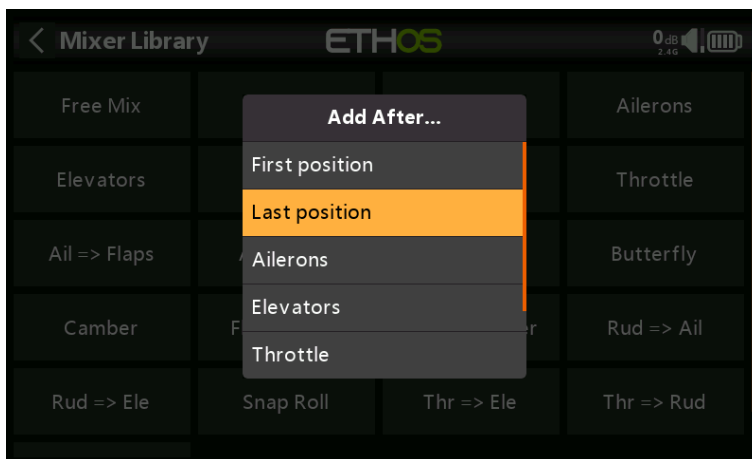 Mixer Library
ETHOS
0dB
2.4G
Free Mix
Ailerons
Elevators
Throttle
Ail => Flaps
Butterfly
Camber
Rud => Ail
Rud => Ele
Snap Roll
Thr => Ele
Thr => Rud
Add After...
First position
Last position
Ailerons
Elevators
Throttle